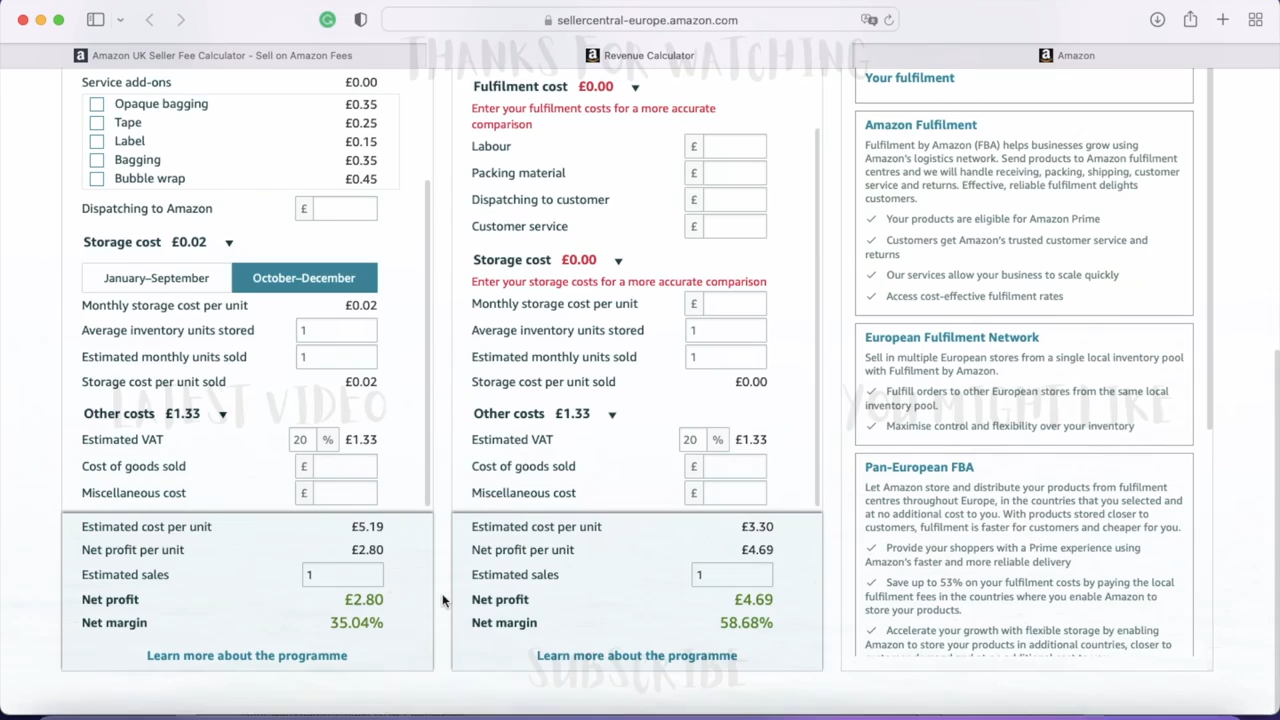 sellercentral-europe.amazon.com
Amazon UK Seller Fee Calculator - Sell on Amazon Fees
Revenue Calculator
Amazon
THANKS FOR WATCHING
Service add-ons £0.00
Opaque bagging £0.35
Tape £0.25
Label £0.15
Bagging £0.35
Bubble wrap £0.45
Dispatching to Amazon £
Storage cost £0.02
January–September October–December
Monthly storage cost per unit £0.02
Average inventory units stored 1
Estimated monthly units sold 1
Storage cost per unit sold £0.02
LATEST VIDEO
Other costs £1.33
Estimated VAT 20 % £1.33
Cost of goods sold £
Miscellaneous cost £
Estimated cost per unit £5.19
Net profit per unit £2.80
Estimated sales 1
Net profit £2.80
Net margin 35.04%
Learn more about the programme
Fulfilment cost £0.00
Enter your fulfilment costs for a more accurate
comparison
Labour £
Packing material £
Dispatching to customer £
Customer service £
Storage cost £0.00
Enter your storage costs for a more accurate comparison
Monthly storage cost per unit £
Average inventory units stored 1
Estimated monthly units sold 1
Storage cost per unit sold £0.00
Other costs £1.33
Estimated VAT 20 % £1.33
Cost of goods sold £
Miscellaneous cost £
Estimated cost per unit £3.30
Net profit per unit £4.69
Estimated sales 1
Net profit £4.69
Net margin 58.68%
Learn more about the programme
SUBSCRIBE
Your fulfilment
Amazon Fulfilment
Fulfilment by Amazon (FBA) helps businesses grow using
Amazon's logistics network. Send products to Amazon fulfilment
centres and we will handle receiving, packing, shipping, customer
service and returns. Effective, reliable fulfilment delights
customers.
Your products are eligible for Amazon Prime
Customers get Amazon's trusted customer service and
returns
Our services allow your business to scale quickly
Access cost-effective fulfilment rates
European Fulfilment Network
Sell in multiple European stores from a single local inventory pool
with Fulfilment by Amazon.
Fulfill orders to other European stores from the same local
inventory pool.
YOU MIGHT LIKE
Maximise control and flexibility over your inventory
Pan-European FBA
Let Amazon store and distribute your products from fulfilment
centres throughout Europe, in the countries that you selected and
at no additional cost to you. With products stored closer to
customers, fulfilment is faster for customers and cheaper for you.
Provide your shoppers with a Prime experience using
Amazon's faster and more reliable delivery
Save up to 53% on your fulfilment costs by paying the local
fulfilment fees in the countries where you enable Amazon to
store your products.
Accelerate your growth with flexible storage by enabling
Amazon to store your products in additional countries, closer to